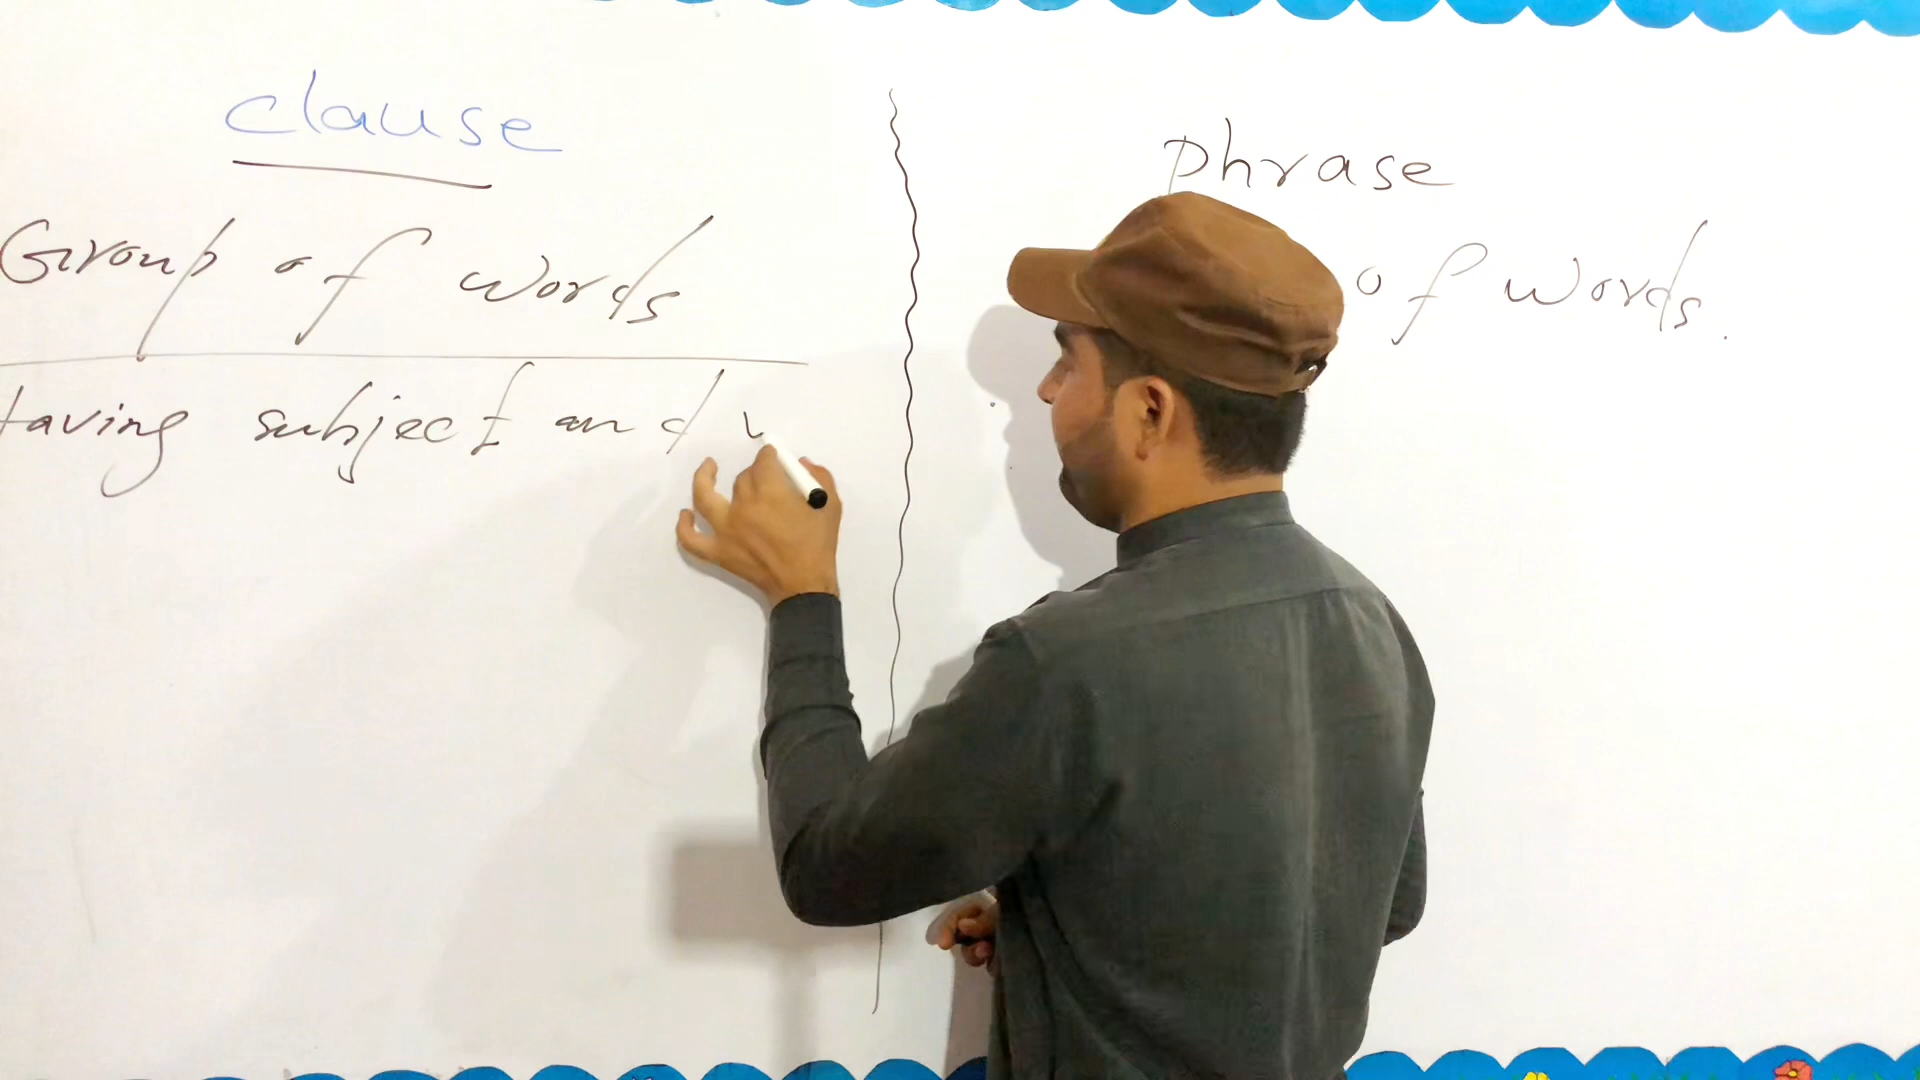 clause
Group of words
Having subject and v
phrase
of words.